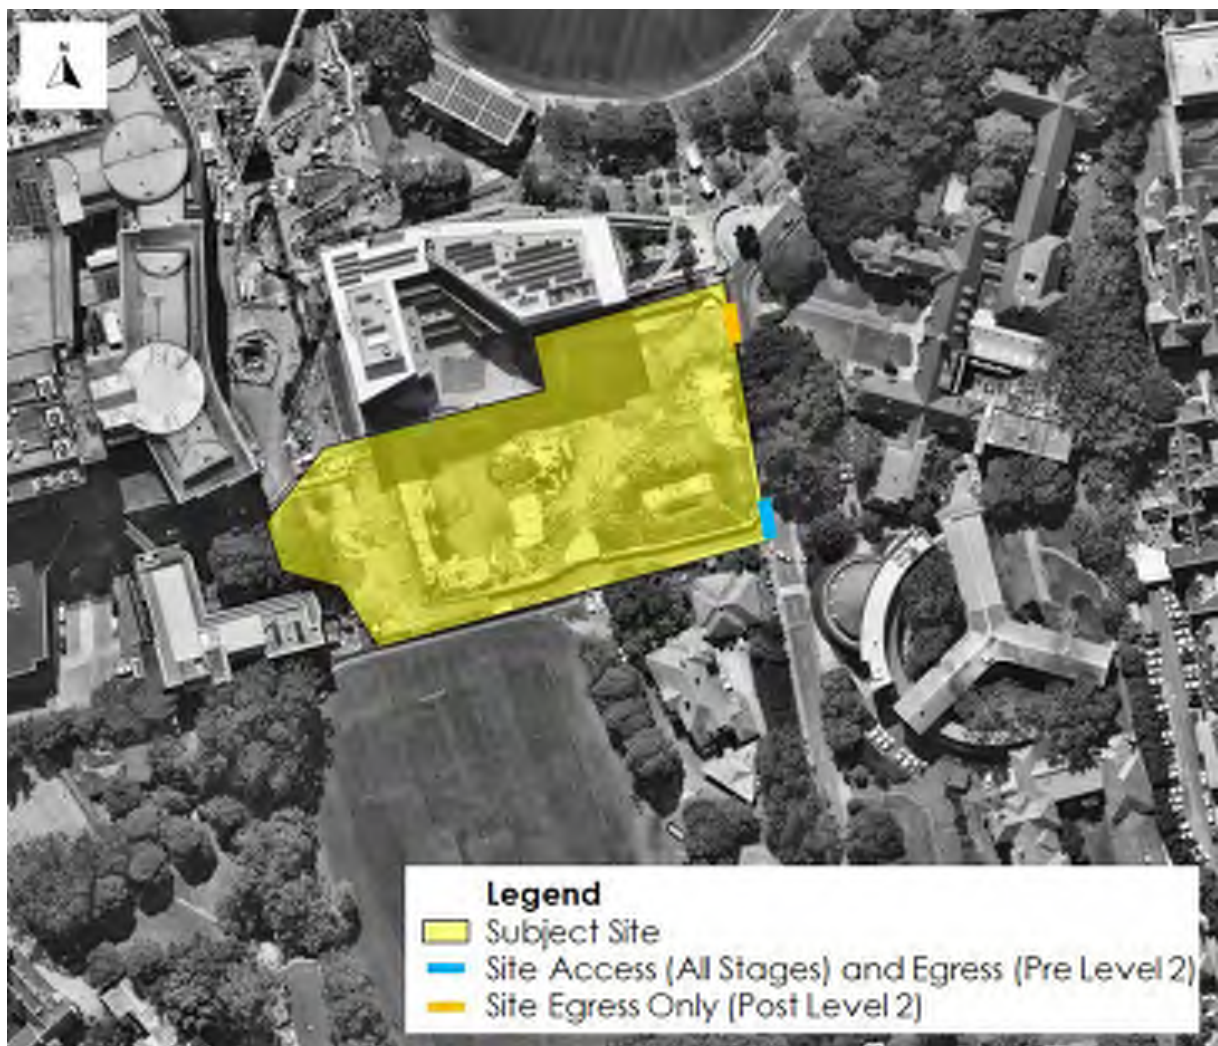 N
Legend
Subject Site
Site Access (All Stages) and Egress (Pre Level 2)
Site Egress Only (Post Level 2)